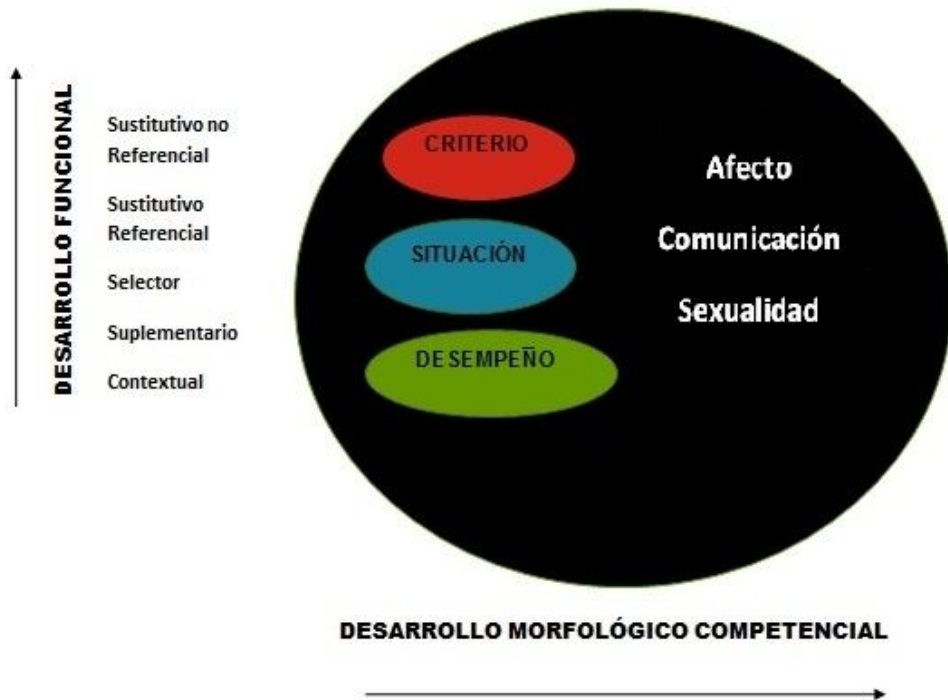 DESARROLLO FUNCIONAL
Sustitutivo no
Referencial
Sustitutivo
Referencial
Selector
Suplementario
Contextual
CRITERIO
SITUACIÓN
DESEMPEÑO
Afecto
Comunicación
Sexualidad
DESARROLLO MORFOLÓGICO COMPETENCIAL